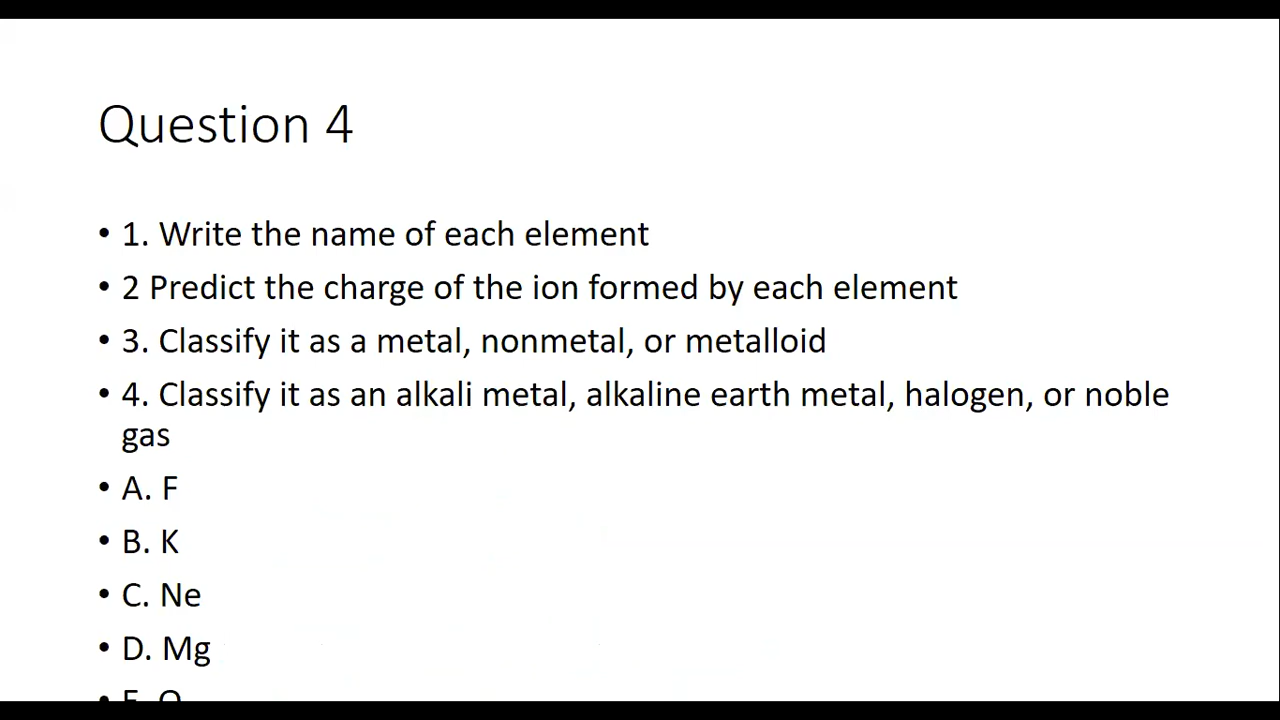 Question 4
• 1. Write the name of each element
• 2 Predict the charge of the ion formed by each element
• 3. Classify it as a metal, nonmetal, or metalloid
• 4. Classify it as an alkali metal, alkaline earth metal, halogen, or noble
gas
• A. F
• B. K
• C. Ne
• D. Mg